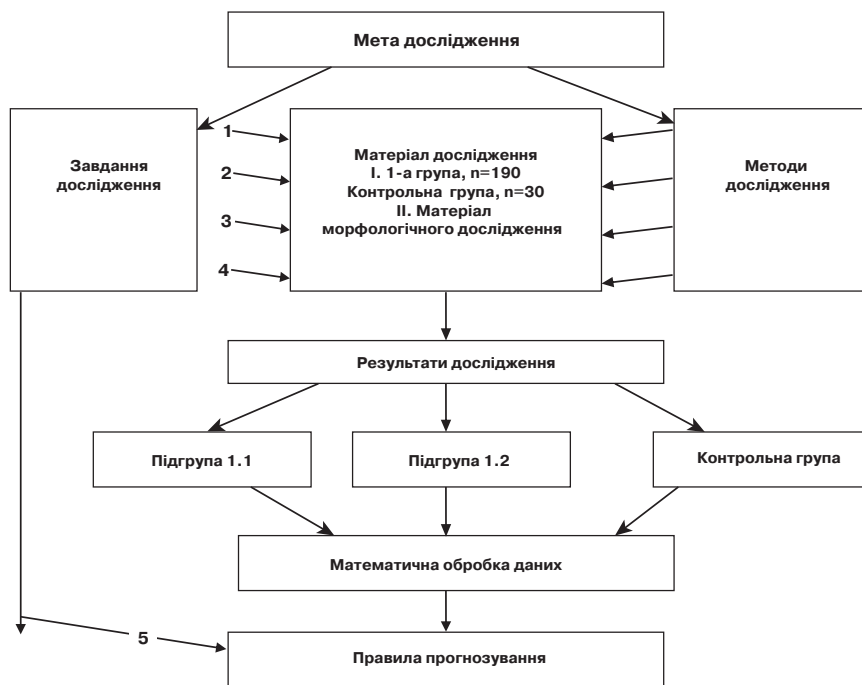 Мета дослідження
Завдання
дослідження
1
2
3
4
Матеріал дослідження
I. 1-а група, n=190
Контрольна група, n=30
II. Матеріал
морфологічного дослідження
Методи
дослідження
Результати дослідження
Підгрупа 1.1
Підгрупа 1.2
Контрольна група
Математична обробка даних
5
Правила прогнозування